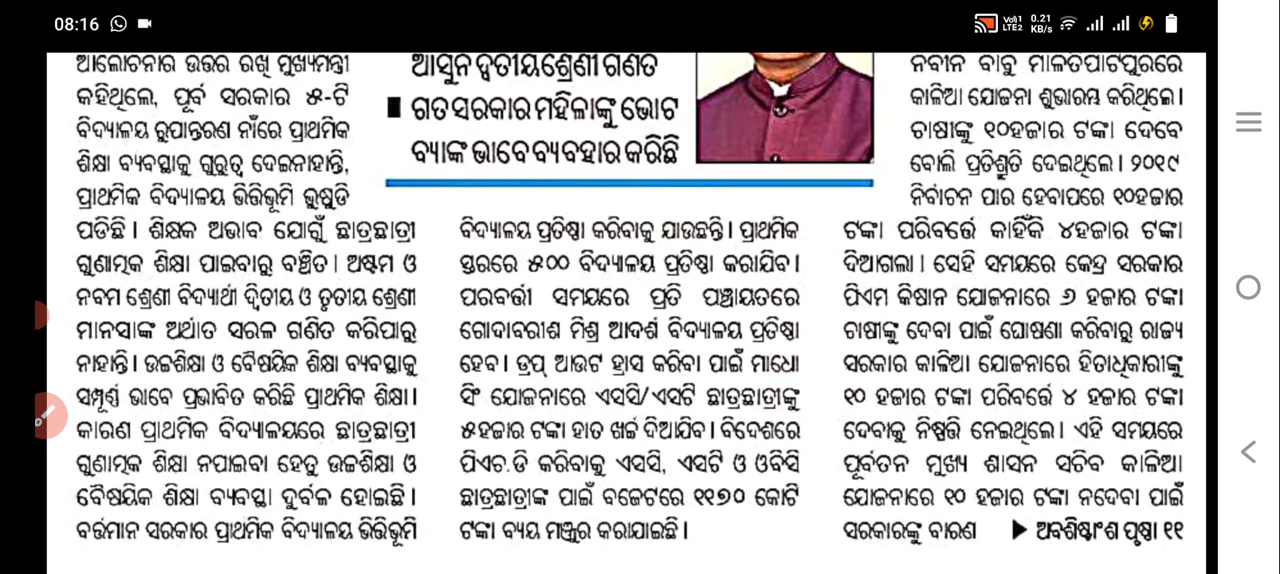 08:16
Vo)) 1
LTE2
0.21
KB/s
ଆଲୋଚନାର ଉତ୍ତର ରଖି ମୁଖ୍ୟମନ୍ତ୍ରୀ
କହିଥିଲେ, ପୂର୍ବ ସରକାର ୫-ଟି
ବିଦ୍ୟାଳୟ ରୂପାନ୍ତରଣ ନାଁରେ ପ୍ରାଥମିକ
ଶିକ୍ଷା ବ୍ୟବସ୍ଥାକୁ ଗୁରୁତ୍ୱ ଦେଇନାହାନ୍ତି,
ପ୍ରାଥମିକ ବିଦ୍ୟାଳୟ ଭିତ୍ତିଭୂମି ଭୁଷୁଡି
ପଡିଛି । ଶିକ୍ଷକ ଅଭାବ ଯୋଗୁଁ ଛାତ୍ରଛାତ୍ରୀ
ଗୁଣାତ୍ମକ ଶିକ୍ଷା ପାଇବାରୁ ବଞ୍ଚିତ । ଅଷ୍ଟମ ଓ
ନବମ ଶ୍ରେଣୀ ବିଦ୍ୟାର୍ଥୀ ଦ୍ୱିତୀୟ ଓ ତୃତୀୟ ଶ୍ରେଣୀ
ମାନସାଙ୍କ ଅର୍ଥାତ ସରଳ ଗଣିତ କରିପାରୁ
ନାହାନ୍ତି । ଉଚ୍ଚଶିକ୍ଷା ଓ ବୈଷୟିକ ଶିକ୍ଷା ବ୍ୟବସ୍ଥାକୁ
ସମ୍ପୂର୍ଣ୍ଣ ଭାବେ ପ୍ରଭାବିତ କରିଛି ପ୍ରାଥମିକ ଶିକ୍ଷା ।
କାରଣ ପ୍ରାଥମିକ ବିଦ୍ୟାଳୟରେ ଛାତ୍ରଛାତ୍ରୀ
ଗୁଣାତ୍ମକ ଶିକ୍ଷା ନପାଇବା ହେତୁ ଉଚ୍ଚଶିକ୍ଷା ଓ
ବୈଷୟିକ ଶିକ୍ଷା ବ୍ୟବସ୍ଥା ଦୁର୍ବଳ ହୋଇଛି ।
ବର୍ତ୍ତମାନ ସରକାର ପ୍ରାଥମିକ ବିଦ୍ୟାଳୟ ଭିତ୍ତିଭୂମି
ଆସୁନି ଦ୍ୱିତୀୟ ଶ୍ରେଣୀ ଗଣିତ
■ ଗତ ସରକାର ମହିଳାଙ୍କୁ ଭୋଟ
ବ୍ୟାଙ୍କ ଭାବେ ବ୍ୟବହାର କରିଛି
ବିଦ୍ୟାଳୟ ପ୍ରତିଷ୍ଠା କରିବାକୁ ଯାଉଛନ୍ତି । ପ୍ରାଥମିକ
ସ୍ତରରେ ୫୦୦ ବିଦ୍ୟାଳୟ ପ୍ରତିଷ୍ଠା କରାଯିବ ।
ପରବର୍ତ୍ତୀ ସମୟରେ ପ୍ରତି ପଞ୍ଚାୟତରେ
ଗୋଦାବରୀଶ ମିଶ୍ର ଆଦର୍ଶ ବିଦ୍ୟାଳୟ ପ୍ରତିଷ୍ଠା
ହେବ । ଡ୍ରପ୍ ଆଉଟ ହ୍ରାସ କରିବା ପାଇଁ ମାଧୋ
ସିଂ ଯୋଜନାରେ ଏସସି/ଏସଟି ଛାତ୍ରଛାତ୍ରୀଙ୍କୁ
୫ହଜାର ଟଙ୍କା ହାତ ଖର୍ଚ୍ଚ ଦିଆଯିବ । ବିଦେଶରେ
ପିଏଚ.ଡି କରିବାକୁ ଏସସି, ଏସଟି ଓ ଓବିସି
ଛାତ୍ରଛାତ୍ରୀଙ୍କ ପାଇଁ ବଜେଟରେ ୧୧୭୦ କୋଟି
ଟଙ୍କା ବ୍ୟୟ ମଞ୍ଜୁର କରାଯାଇଛି ।
ନବୀନ ବାବୁ ମାଳତିପାଟପୁରରେ
କାଳିଆ ଯୋଜନା ଶୁଭାରମ୍ଭ କରିଥିଲେ ।
ଚାଷୀଙ୍କୁ ୧୦ହଜାର ଟଙ୍କା ଦେବେ
ବୋଲି ପ୍ରତିଶ୍ରୁତି ଦେଇଥିଲେ । ୨୦୧୯
ନିର୍ବାଚନ ପାର ହେବାପରେ ୧୦ହଜାର
ଟଙ୍କା ପରିବର୍ତ୍ତେ କାହିଁକି ୪ହଜାର ଟଙ୍କା
ଦିଆଗଲା । ସେହି ସମୟରେ କେନ୍ଦ୍ର ସରକାର
ପିଏମ କିଷାନ ଯୋଜନାରେ ୬ ହଜାର ଟଙ୍କା
ଚାଷୀଙ୍କୁ ଦେବା ପାଇଁ ଘୋଷଣା କରିବାରୁ ରାଜ୍ୟ
ସରକାର କାଳିଆ ଯୋଜନାରେ ହିତାଧିକାରୀଙ୍କୁ
୧୦ ହଜାର ଟଙ୍କା ପରିବର୍ତ୍ତେ ୪ ହଜାର ଟଙ୍କା
ଦେବାକୁ ନିଷ୍ପତ୍ତି ନେଇଥିଲେ । ଏହି ସମୟରେ
ପୂର୍ବତନ ମୁଖ୍ୟ ଶାସନ ସଚିବ କାଳିଆ
ଯୋଜନାରେ ୧୦ ହଜାର ଟଙ୍କା ନଦେବା ପାଇଁ
ସରକାରଙ୍କୁ ବାରଣ ▶ ଅବଶିଷ୍ଟାଂଶ ପୃଷ୍ଠା ୧୧